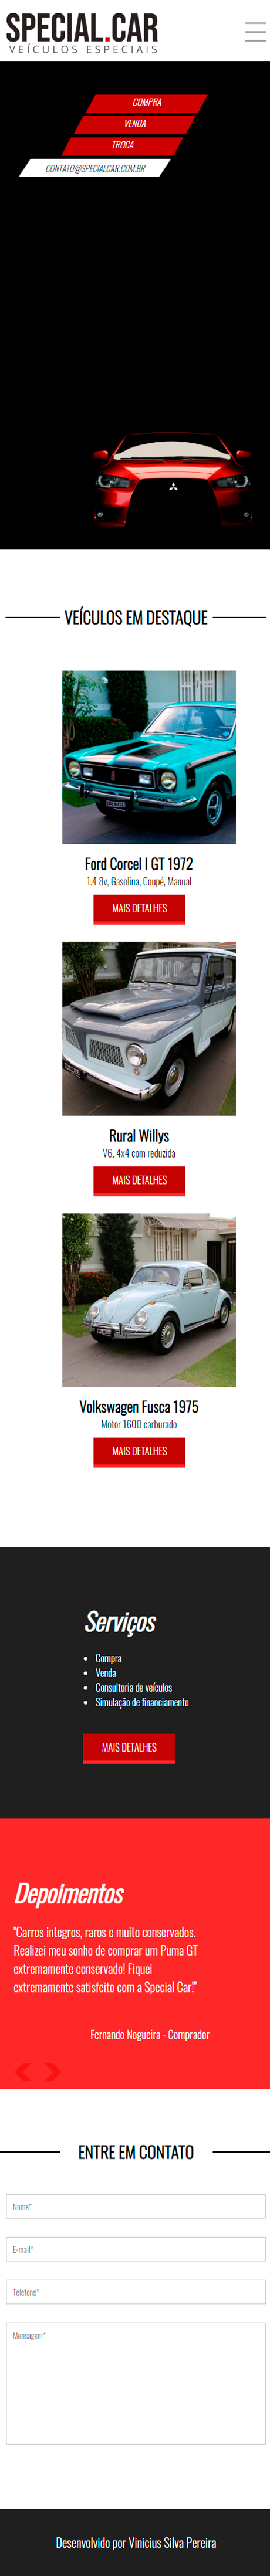 SPECIAL.CAR
VEÍCULOS ESPECIAIS
COMPRA
VENDA
TROCA
CONTATO@SPECIALCAR.COM.BR
VEÍCULOS EM DESTAQUE
Ford Corcel I GT 1972
1.4 8v, Gasolina, Coupé, Manual
MAIS DETALHES
Rural Willys
V6, 4x4 com reduzida
MAIS DETALHES
Volkswagen Fusca 1975
Motor 1600 carburado
MAIS DETALHES
Serviços
Compra
Venda
Consultoria de veículos
Simulação de financiamento
MAIS DETALHES
Depoimentos
"Carros integros, raros e muito conservados.
Realizei meu sonho de comprar um Puma GT
extremamente conservado! Fiquei
extremamente satisfeito com a Special Car!"
Fernando Nogueira - Comprador
ENTRE EM CONTATO
Nome*
E-mail*
Telefone*
Mensagem*
Desenvolvido por Vinicius Silva Pereira